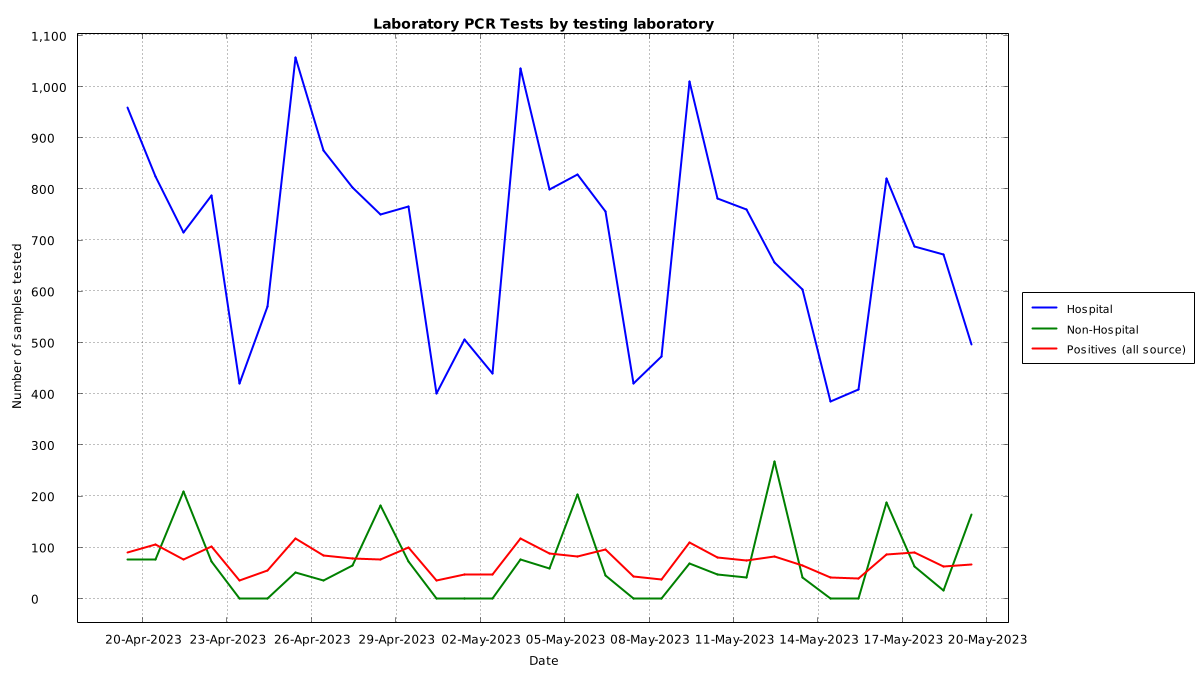 Laboratory PCR Tests by testing laboratory
1,100
1,000
900
800
700
600
500
400
300
200
100
0
Number of samples tested
20-Apr-2023 23-Apr-2023 26-Apr-2023 29-Apr-2023 02-May-2023 05-May-2023 08-May-2023 11-May-2023 14-May-2023 17-May-2023 20-May-2023
Date
Hospital
Non-Hospital
Positives (all source)